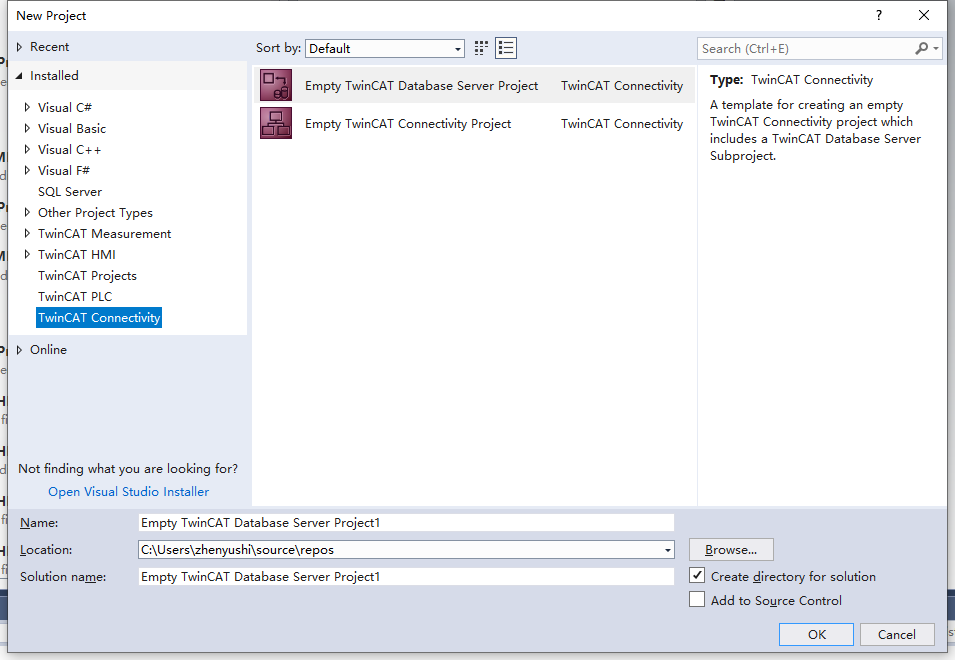 New Project
?
Recent
Sort by: Default
Search (Ctrl+E)
Installed
Visual C#
Visual Basic
Visual C++
Visual F#
SQL Server
Other Project Types
TwinCAT Measurement
TwinCAT HMI
TwinCAT Projects
TwinCAT PLC
TwinCAT Connectivity
Online
Not finding what you are looking for?
Open Visual Studio Installer
Empty TwinCAT Database Server Project TwinCAT Connectivity
Empty TwinCAT Connectivity Project TwinCAT Connectivity
Type: TwinCAT Connectivity
A template for creating an empty
TwinCAT Connectivity project which
includes a TwinCAT Database Server
Subproject.
Name: Empty TwinCAT Database Server Project1
Location: C:\Users\zhenyushi\source\repos
Browse...
Solution name: Empty TwinCAT Database Server Project1
Create directory for solution
Add to Source Control
OK
Cancel